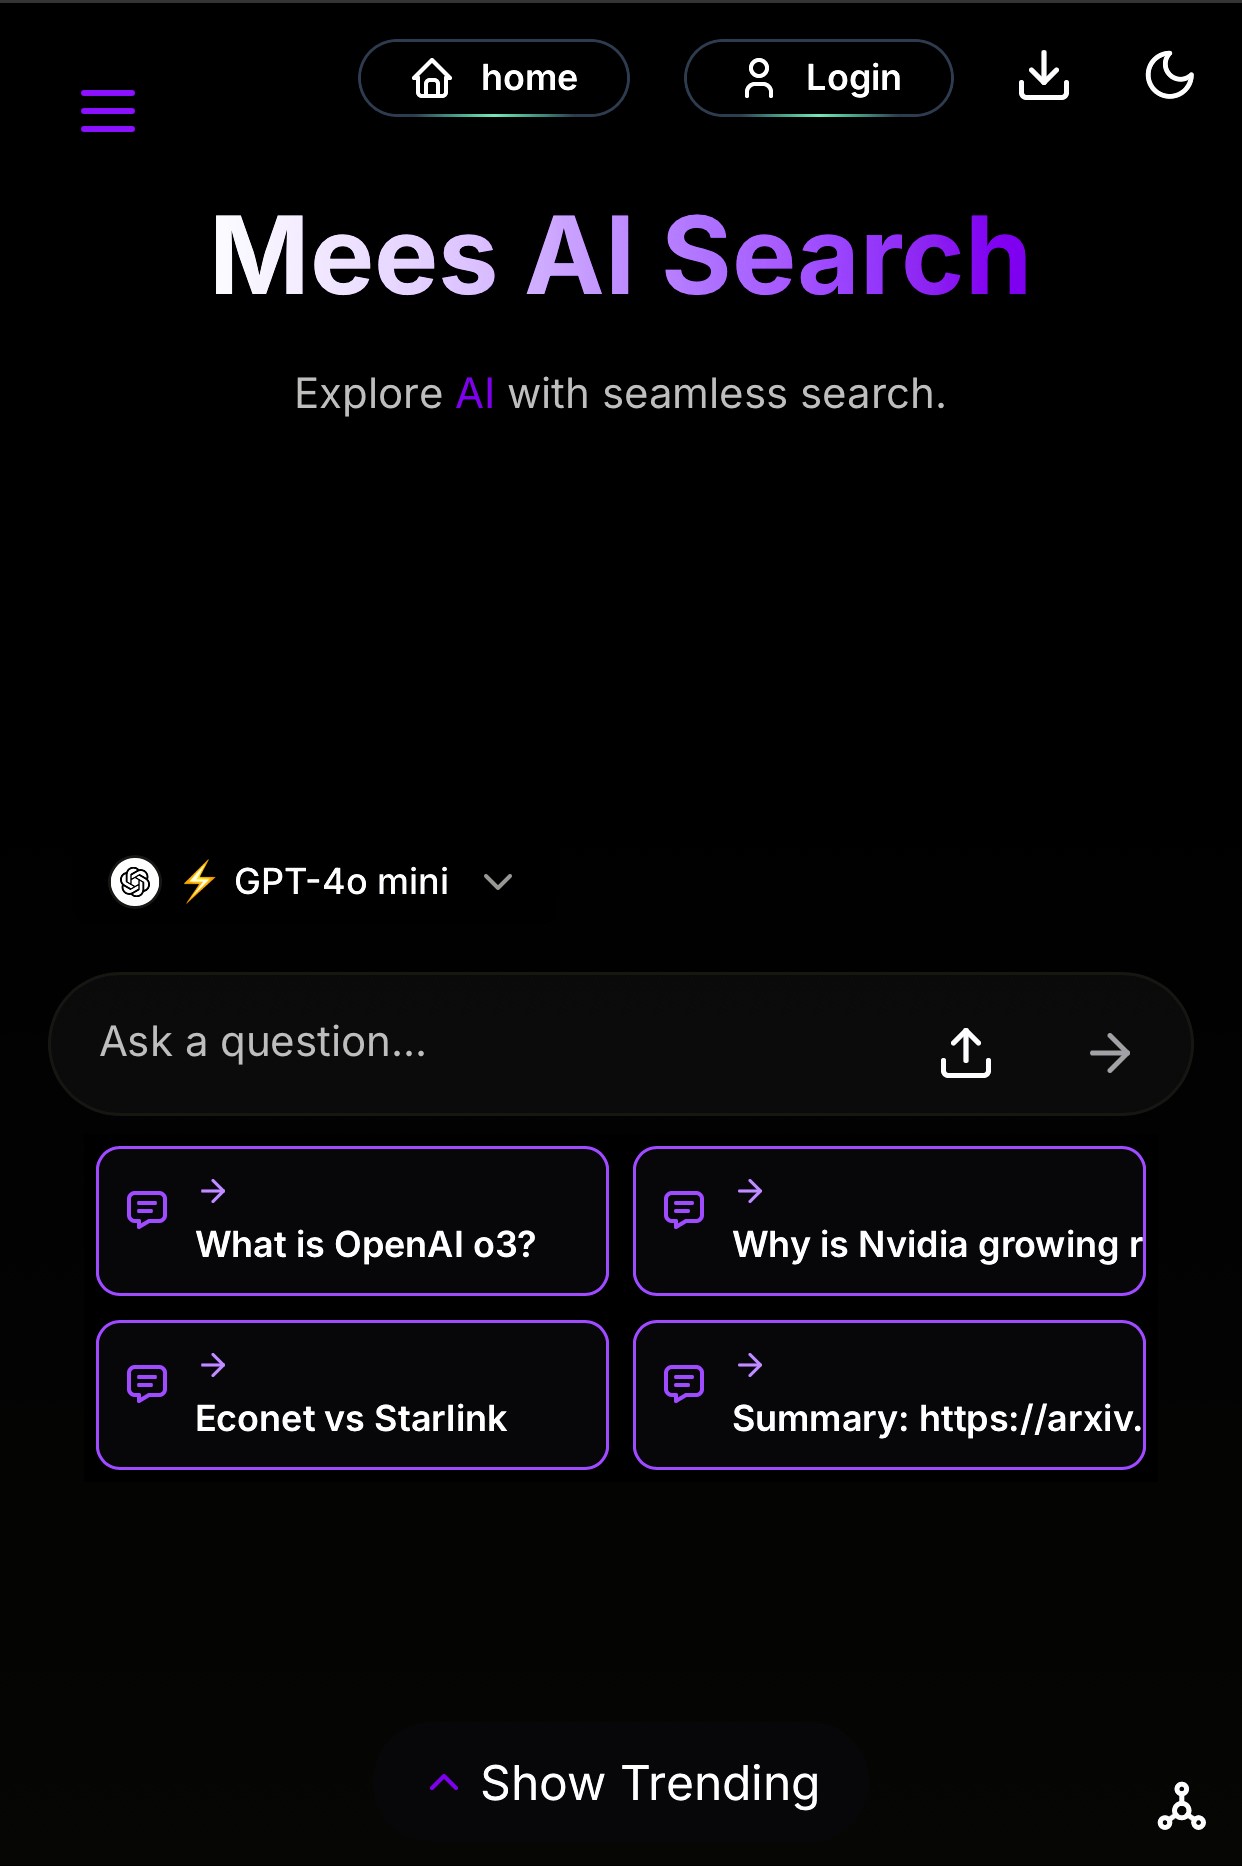 home
Login
Mees AI Search
Explore AI with seamless search.
⚡ GPT-4o mini
Ask a question...
What is OpenAI o3?
Why is Nvidia growing r
Econet vs Starlink
Summary: https://arxiv.
Show Trending